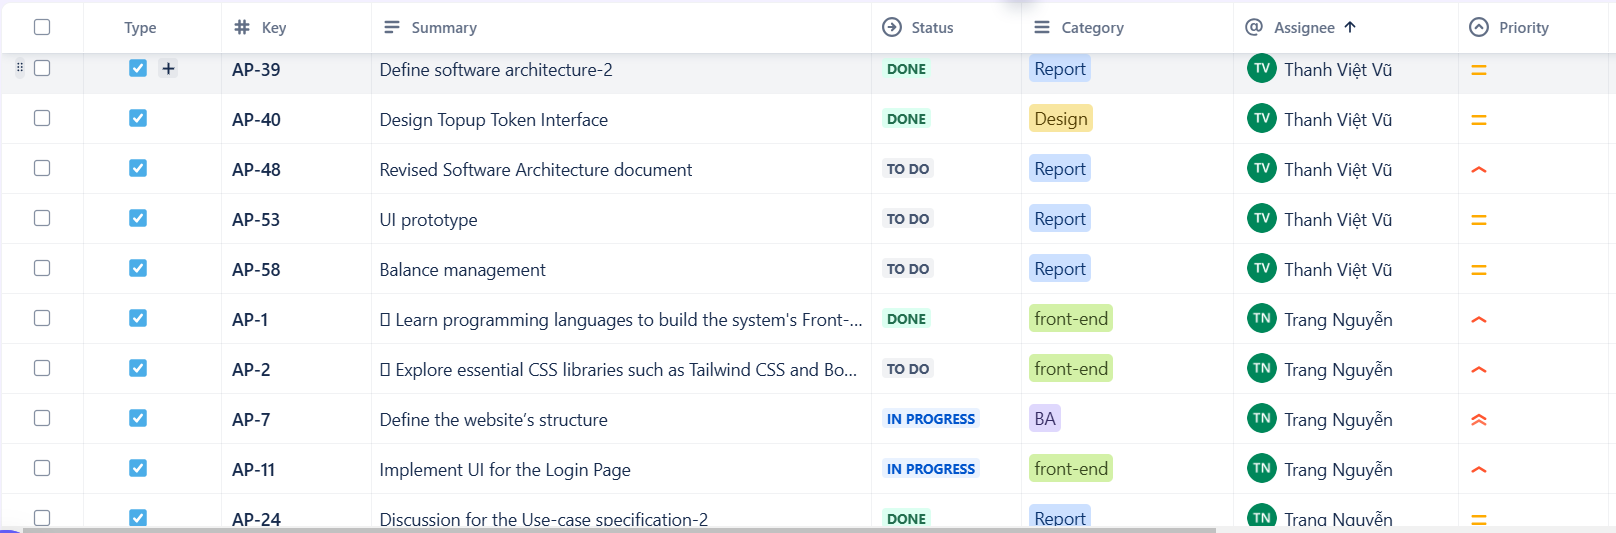 Type Key Summary Status Category Assignee Priority
AP-39 Define software architecture-2 DONE Report TV Thanh Việt Vũ
AP-40 Design Topup Token Interface DONE Design TV Thanh Việt Vũ
AP-48 Revised Software Architecture document TO DO Report TV Thanh Việt Vũ
AP-53 UI prototype TO DO Report TV Thanh Việt Vũ
AP-58 Balance management TO DO Report TV Thanh Việt Vũ
AP-1 Learn programming languages to build the system's Front-... DONE front-end TN Trang Nguyễn
AP-2 Explore essential CSS libraries such as Tailwind CSS and Bo... TO DO front-end TN Trang Nguyễn
AP-7 Define the website’s structure IN PROGRESS BA TN Trang Nguyễn
AP-11 Implement UI for the Login Page IN PROGRESS front-end TN Trang Nguyễn
AP-24 Discussion for the Use-case specification-2 DONE Report TN Trang Nguyễn